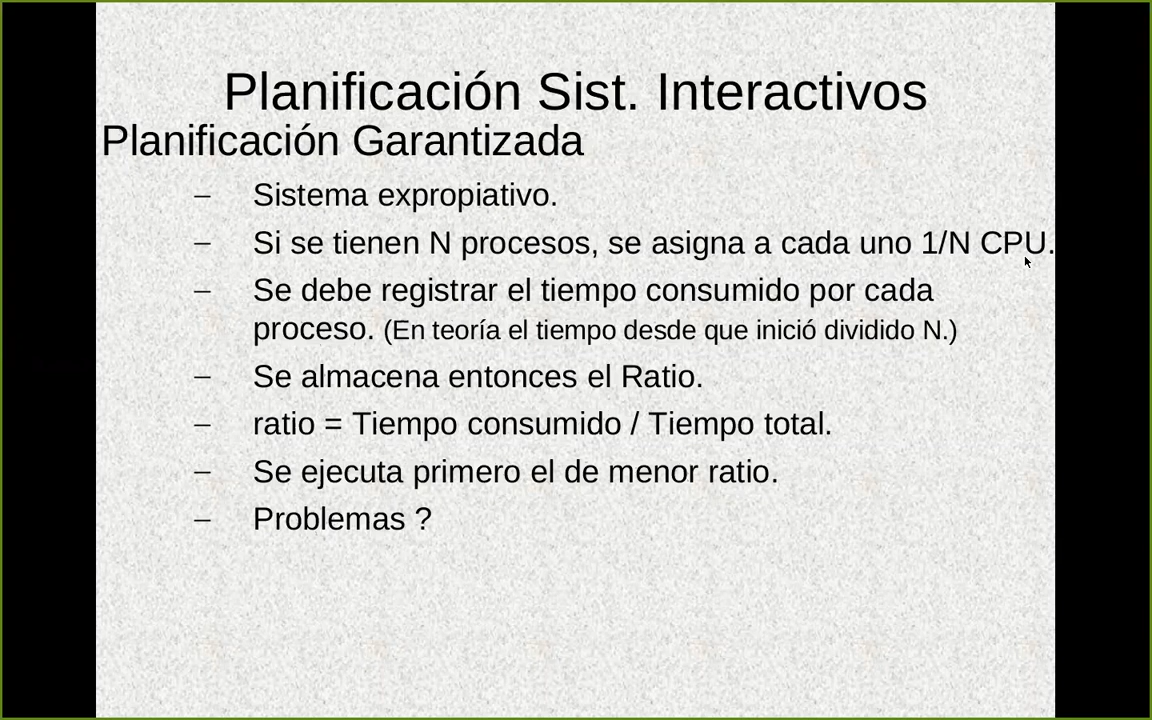 Planificación Sist. Interactivos
Planificación Garantizada
– Sistema expropiativo.
– Si se tienen N procesos, se asigna a cada uno 1/N CPU.
– Se debe registrar el tiempo consumido por cada
proceso. (En teoría el tiempo desde que inició dividido N.)
– Se almacena entonces el Ratio.
– ratio = Tiempo consumido / Tiempo total.
– Se ejecuta primero el de menor ratio.
– Problemas ?